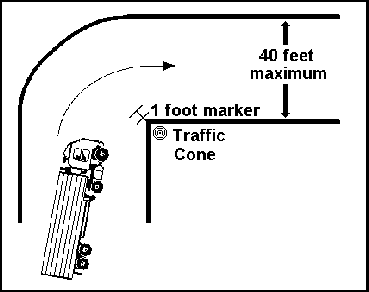 40 feet
maximum
1 foot marker
Traffic
Cone